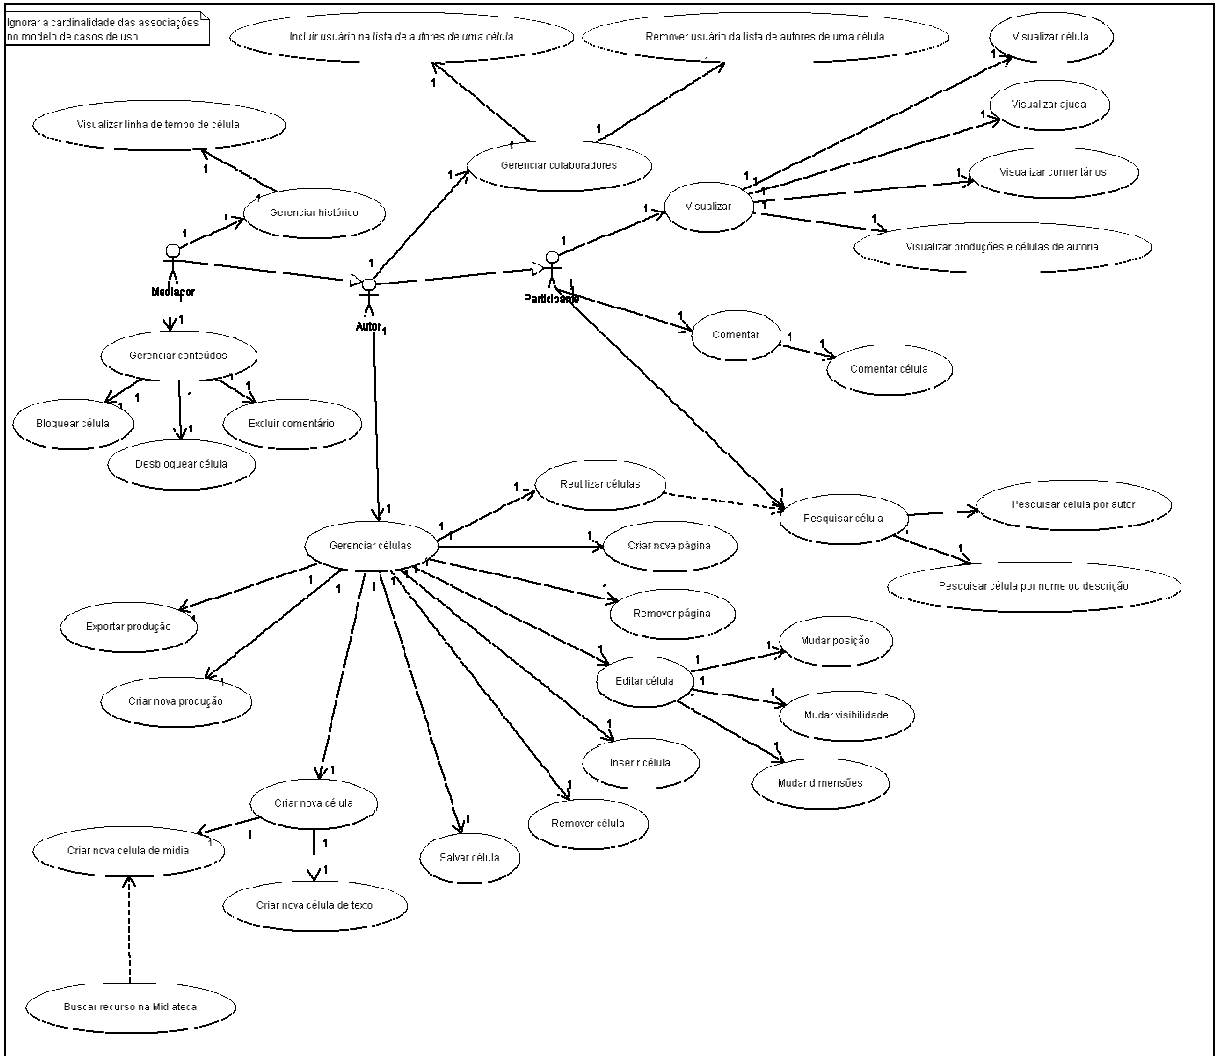 Ignorar a cardinalidade das associações
no modelo de casos de uso
Incluir usuário na lista de autores de uma célula
Remover usuário da lista de autores de uma célula
Visualizar célula
Visualizar ajuda
Visualizar linha de tempo de célula
Gerenciar colaboradores
Visualizar comentários
Gerenciar histórico
Visualizar
Visualizar produções e células de autoria
Mediador
Autor
Participante
Comentar
Gerenciar conteúdos
Comentar célula
Bloquear célula
Excluir comentário
Desbloquear célula
Reutilizar células
Pesquisar célula por autor
Pesquisar célula
Gerenciar células
Criar nova página
Pesquisar célula por nome ou descrição
Remover página
Exportar produção
Mudar posição
Editar célula
Criar nova produção
Mudar visibilidade
Inserir célula
Mudar dimensões
Criar nova célula
Remover célula
Criar nova celula de mídia
Salvar célula
Criar nova célula de texto
Buscar recurso na Midiateca